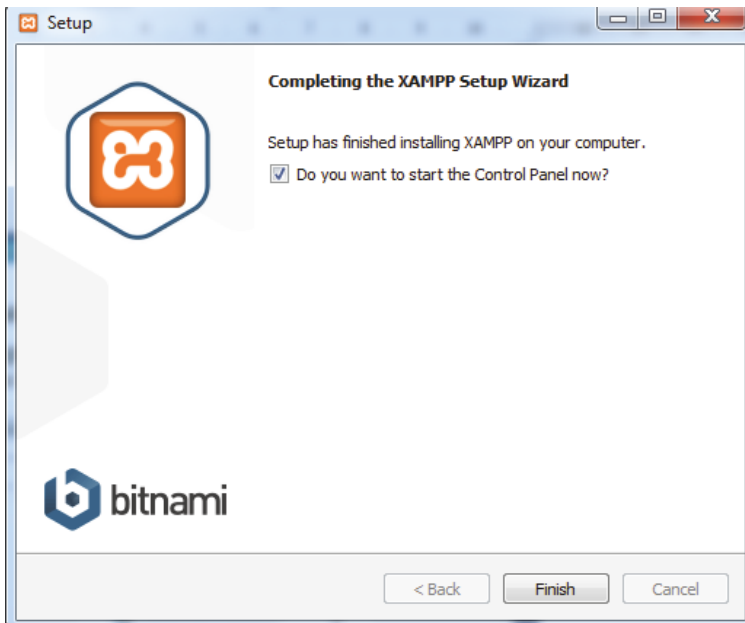 Setup
Completing the XAMPP Setup Wizard
Setup has finished installing XAMPP on your computer.
Do you want to start the Control Panel now?
bitnami
< Back
Finish
Cancel